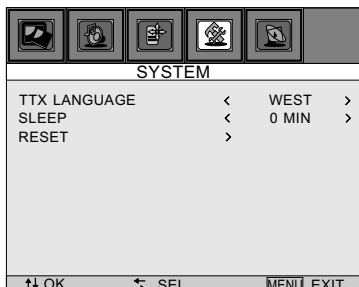 SYSTEM
TTX LANGUAGE < WEST >
SLEEP < 0 MIN >
RESET >
OK SEL MENU EXIT